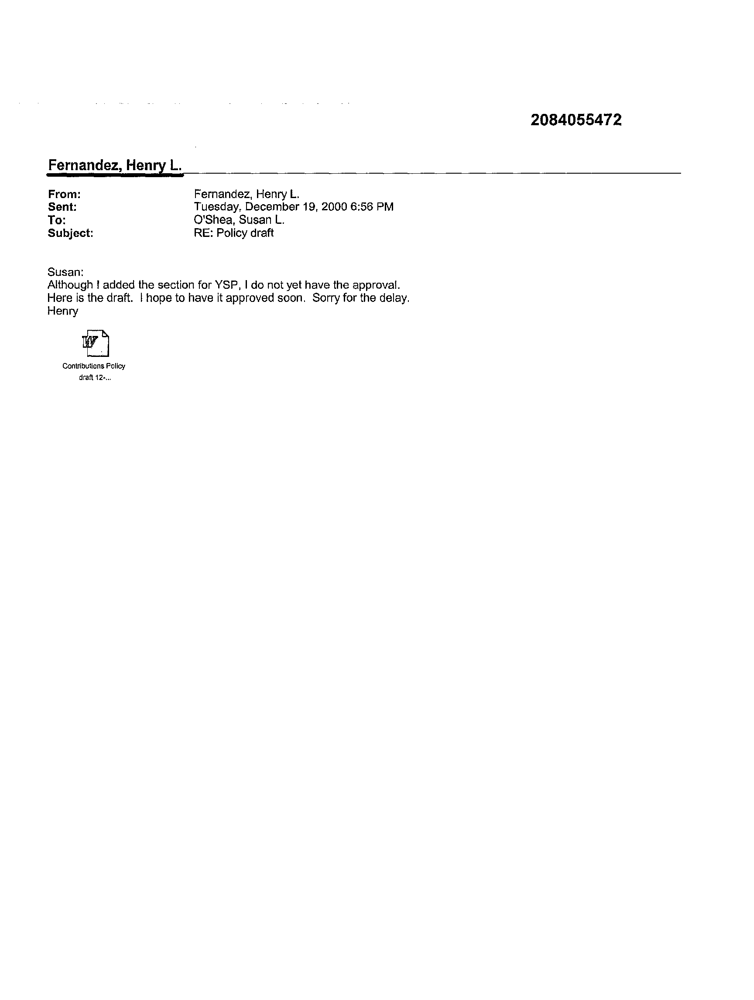 2084055472
Fernandez, Henry L.
From: Fernandez, Henry L.
Sent: Tuesday, December 19, 2000 6:56 PM
To: O'Shea, Susan L.
Subject: RE: Policy draft
Susan:
Although I added the section for YSP, I do not yet have the approval.
Here is the draft. I hope to have it approved soon. Sorry for the delay.
Henry
W
Contributions Policy
draft 12-...